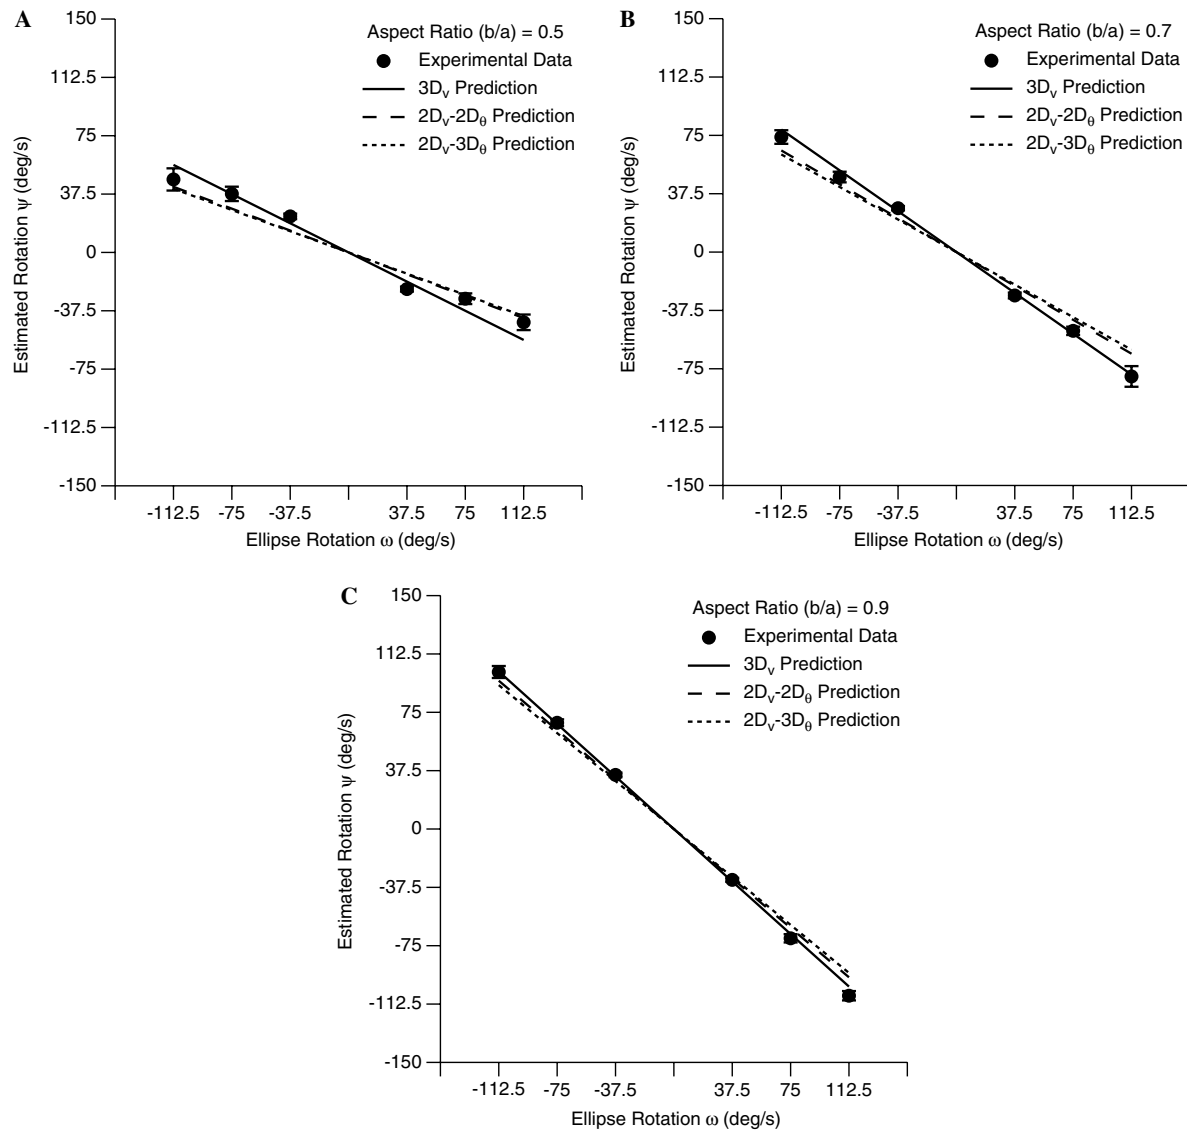 A
Aspect Ratio (b/a) = 0.5
Experimental Data
3Dv Prediction
2Dv-2Dθ Prediction
2Dv-3Dθ Prediction
150
112.5
75
37.5
0
-37.5
-75
-112.5
-150
Estimated Rotation ψ (deg/s)
-112.5 -75 -37.5 37.5 75 112.5
Ellipse Rotation ω (deg/s)
B
Aspect Ratio (b/a) = 0.7
Experimental Data
3Dv Prediction
2Dv-2Dθ Prediction
2Dv-3Dθ Prediction
150
112.5
75
37.5
0
-37.5
-75
-112.5
-150
Estimated Rotation ψ (deg/s)
-112.5 -75 -37.5 37.5 75 112.5
Ellipse Rotation ω (deg/s)
C
Aspect Ratio (b/a) = 0.9
Experimental Data
3Dv Prediction
2Dv-2Dθ Prediction
2Dv-3Dθ Prediction
150
112.5
75
37.5
0
-37.5
-75
-112.5
-150
Estimated Rotation ψ (deg/s)
-112.5 -75 -37.5 37.5 75 112.5
Ellipse Rotation ω (deg/s)